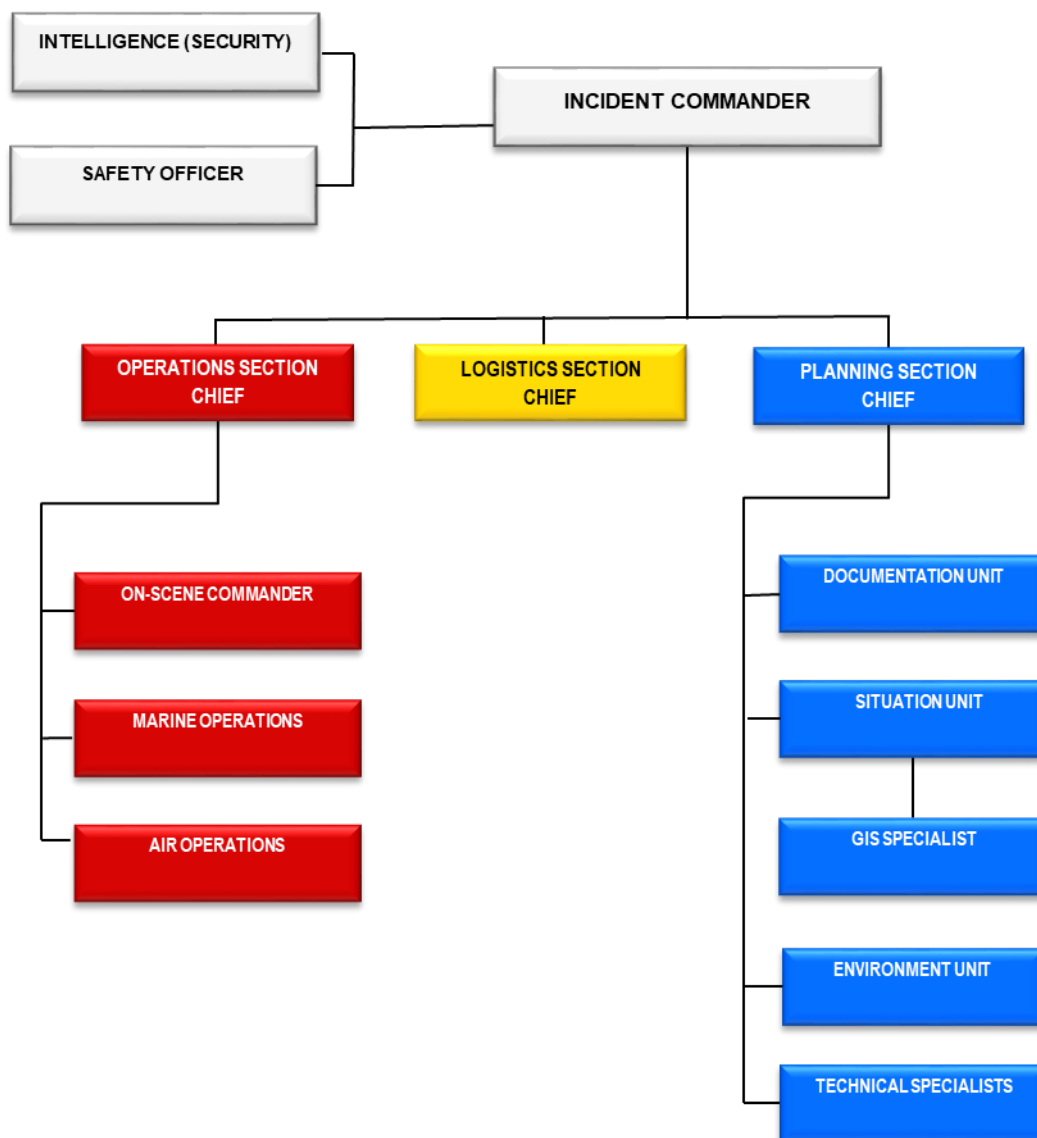 INTELLIGENCE (SECURITY)
INCIDENT COMMANDER
SAFETY OFFICER
OPERATIONS SECTION
CHIEF
LOGISTICS SECTION
CHIEF
PLANNING SECTION
CHIEF
ON-SCENE COMMANDER
MARINE OPERATIONS
AIR OPERATIONS
DOCUMENTATION UNIT
SITUATION UNIT
GIS SPECIALIST
ENVIRONMENT UNIT
TECHNICAL SPECIALISTS